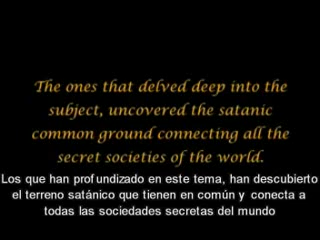 The ones that delved deep into the
subject, uncovered the satanic
common ground connecting all the
secret societies of the world.
Los que han profundizado en este tema, han descubierto
el terreno satánico que tienen en común y conecta a
todas las sociedades secretas del mundo